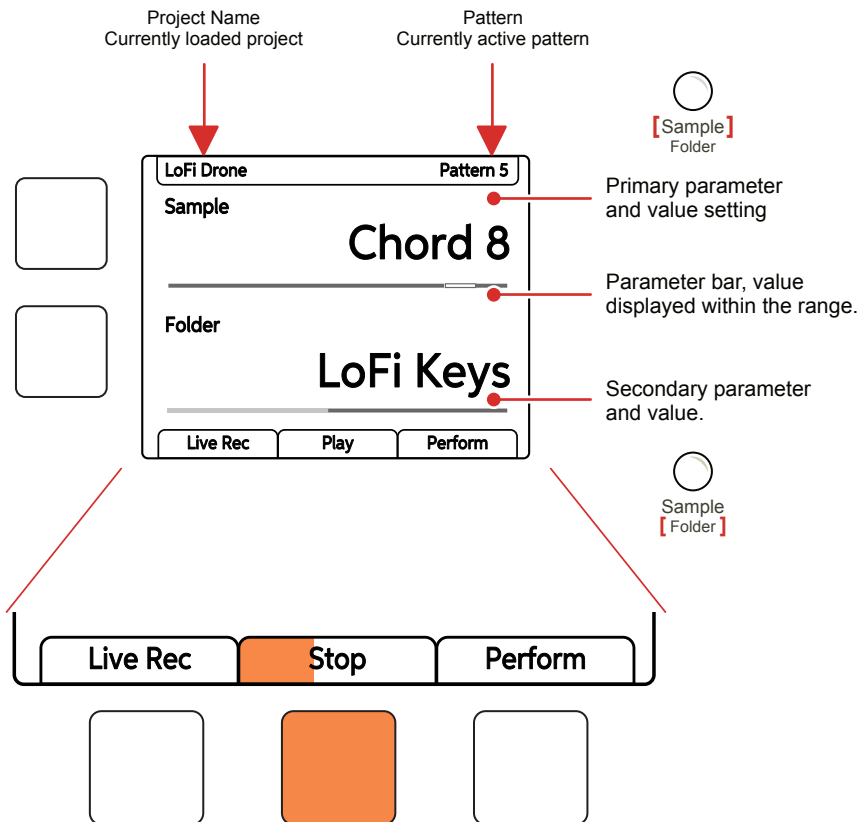 Project Name
Currently loaded project
Pattern
Currently active pattern
[Sample]
Folder
LoFi Drone
Pattern 5
Sample
Chord 8
Primary parameter
and value setting
Parameter bar, value
displayed within the range.
Folder
LoFi Keys
Secondary parameter
and value.
Live Rec
Play
Perform
Sample
[Folder]
Live Rec
Stop
Perform